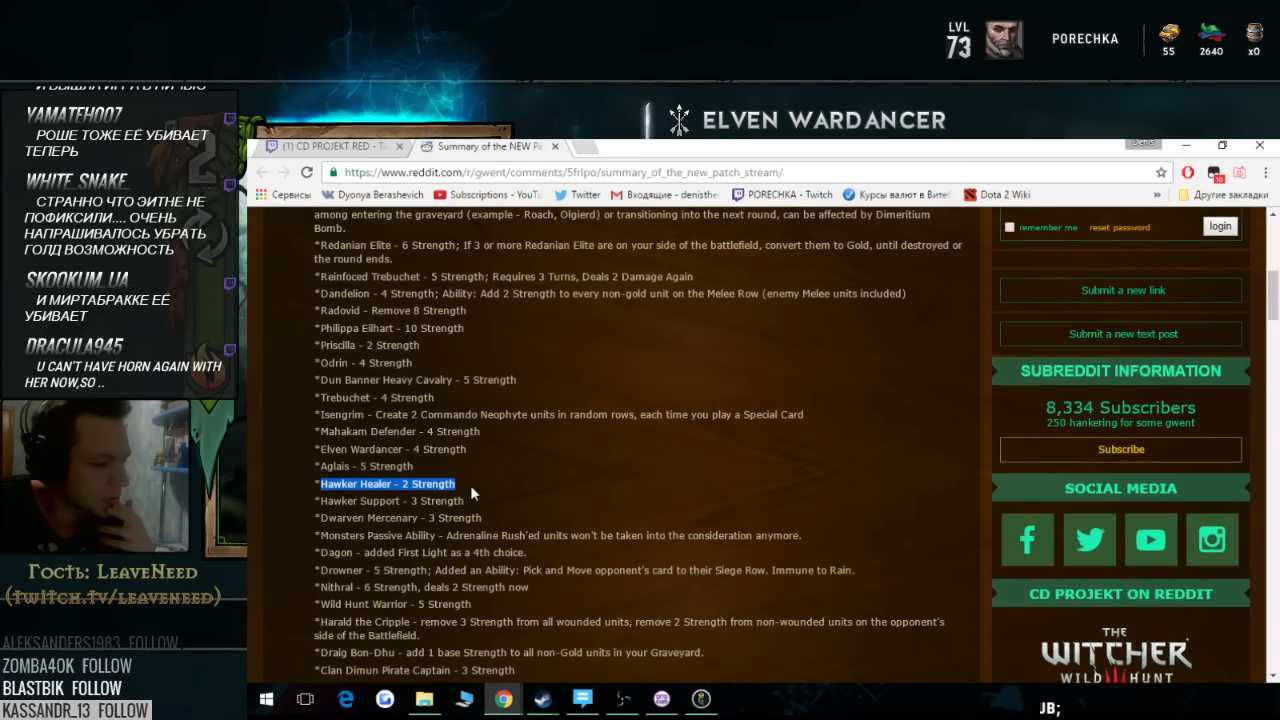 LVL
73
PORECHKA
55
2640
x0
ELVEN WARDANCER
YAMATEH007
РОШЕ ТОЖЕ ЕЁ УБИВАЕТ
ТЕПЕРЬ
WHITE_SNAKE_
СТРАННО ЧТО ЭИТНЕ НЕ
ПОФИКСИЛИ.... ОЧЕНЬ
НАПРАШИВАЛОСЬ УБРАТЬ
ГОЛД ВОЗМОЖНОСТЬ
SKOOKUM_UA
И МИРТАБРАККЕ ЕЁ
УБИВАЕТ
DRACULA945
U CAN'T HAVE HORN AGAIN WITH
HER NOW,SO ..
Гость: LeaveNeed
(twitch.tv/leaveneed)
ALEKSANDERS1983 FOLLOW
ZOMBA40K FOLLOW
BLASTBIK FOLLOW
KASSANDR_13 FOLLOW
(1) CD PROJEKT RED - Tw
Summary of the NEW Pa
Denis
https://www.reddit.com/r/gwent/comments/5frlpo/summary_of_the_new_patch_stream/
Сервисы
Dyonya Berashevich
Subscriptions - YouTu
Twitter
Входящие - denisthe
PORECHKA - Twitch
Курсы валют в Вите
Dota 2 Wiki
»
Другие закладки
among entering the graveyard (example - Roach, Olgierd) or transitioning into the next round, can be affected by Dimeritium
Bomb.
*Redanian Elite - 6 Strength; If 3 or more Redanian Elite are on your side of the battlefield, convert them to Gold, until destroyed or
the round ends.
*Reinfoced Trebuchet - 5 Strength; Requires 3 Turns, Deals 2 Damage Again
*Dandelion - 4 Strength; Ability: Add 2 Strength to every non-gold unit on the Melee Row (enemy Melee units included)
*Radovid - Remove 8 Strength
*Philippa Eilhart - 10 Strength
*Priscilla - 2 Strength
*Odrin - 4 Strength
*Dun Banner Heavy Cavalry - 5 Strength
*Trebuchet - 4 Strength
*Isengrim - Create 2 Commando Neophyte units in random rows, each time you play a Special Card
*Mahakam Defender - 4 Strength
*Elven Wardancer - 4 Strength
*Aglais - 5 Strength
*Hawker Healer - 2 Strength
*Hawker Support - 3 Strength
*Dwarven Mercenary - 3 Strength
*Monsters Passive Ability - Adrenaline Rush'ed units won't be taken into the consideration anymore.
*Dagon - added First Light as a 4th choice.
*Drowner - 5 Strength; Added an Ability: Pick and Move opponent's card to their Siege Row. Immune to Rain.
*Nithral - 6 Strength, deals 2 Strength now
*Wild Hunt Warrior - 5 Strength
*Harald the Cripple - remove 3 Strength from all wounded units, remove 2 Strength from non-wounded units on the opponent's
side of the Battlefield.
*Draig Bon-Dhu - add 1 base Strength to all non-Gold units in your Graveyard.
*Clan Dimun Pirate Captain - 3 Strength
remember me
reset password
login
Submit a new link
Submit a new text post
SUBREDDIT INFORMATION
8,334 Subscribers
250 hankering for some gwent
Subscribe
SOCIAL MEDIA
CD PROJEKT ON REDDIT
THE
WITCHER
WILD HUNT
JB;